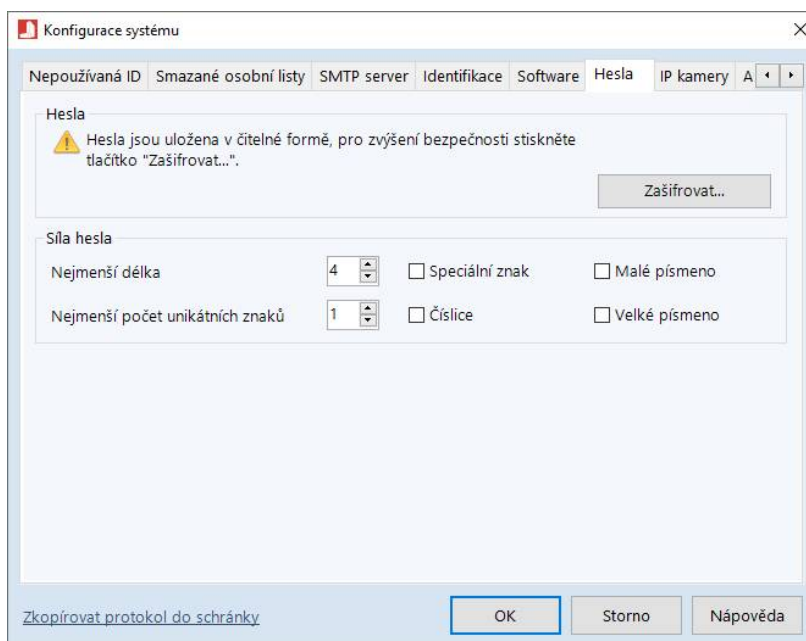 Konfigurace systému
Nepoužívaná ID Smazané osobní listy SMTP server Identifikace Software Hesla IP kamery A
Hesla
Hesla jsou uložena v čitelné formě, pro zvýšení bezpečnosti stiskněte
tlačítko "Zašifrovat...".
Zašifrovat...
Síla hesla
Nejmenší délka 4 Speciální znak Malé písmeno
Nejmenší počet unikátních znaků 1 Číslice Velké písmeno
Zkopírovat protokol do schránky OK Storno Nápověda